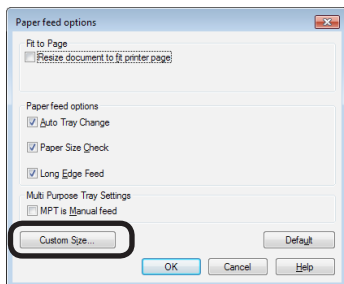 Paper feed options
Fit to Page
Resize document to fit printer page
Paper feed options
Auto Tray Change
Paper Size Check
Long Edge Feed
Multi Purpose Tray Settings
MPT is Manual feed
Custom Size...
Default
OK
Cancel
Help